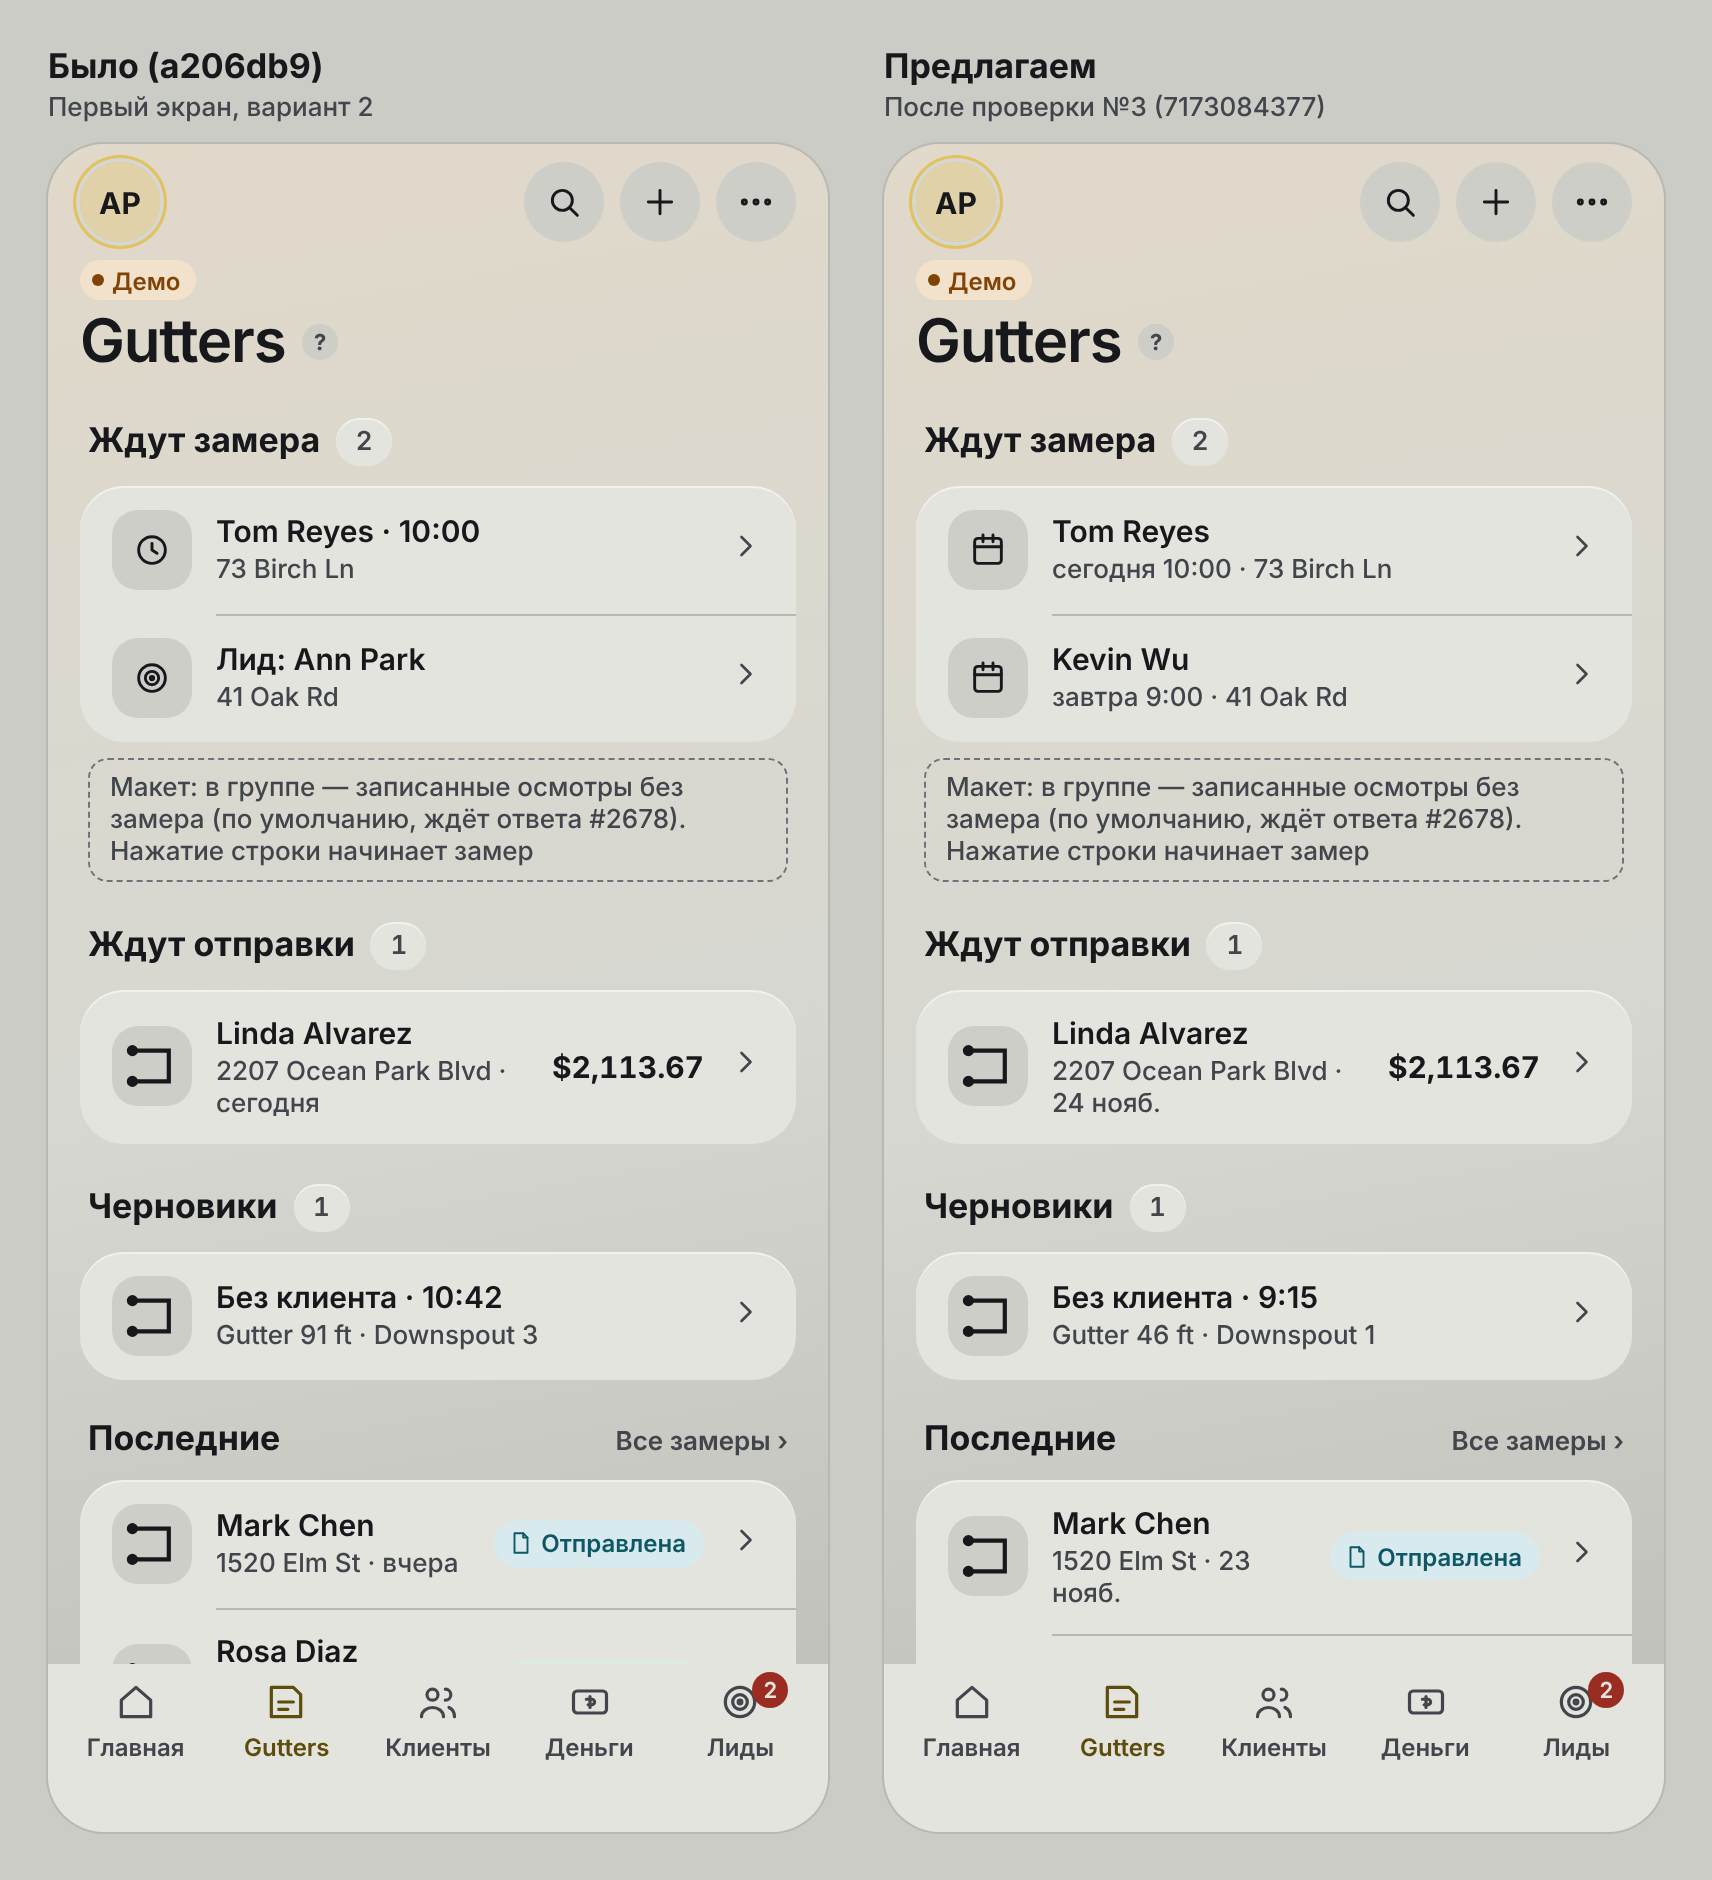 Было (a206db9)
Первый экран, вариант 2
AP
Демо
Gutters ?
Ждут замера 2
Tom Reyes · 10:00
73 Birch Ln
Лид: Ann Park
41 Oak Rd
Макет: в группе — записанные осмотры без
замера (по умолчанию, ждёт ответа #2678).
Нажатие строки начинает замер
Ждут отправки 1
Linda Alvarez
2207 Ocean Park Blvd ·
сегодня
$2,113.67
Черновики 1
Без клиента · 10:42
Gutter 91 ft · Downspout 3
Последние Все замеры ›
Mark Chen
1520 Elm St · вчера
Отправлена
Rosa Diaz
2
Главная Gutters Клиенты Деньги Лиды
Предлагаем
После проверки №3 (7173084377)
AP
Демо
Gutters ?
Ждут замера 2
Tom Reyes
сегодня 10:00 · 73 Birch Ln
Kevin Wu
завтра 9:00 · 41 Oak Rd
Макет: в группе — записанные осмотры без
замера (по умолчанию, ждёт ответа #2678).
Нажатие строки начинает замер
Ждут отправки 1
Linda Alvarez
2207 Ocean Park Blvd ·
24 нояб.
$2,113.67
Черновики 1
Без клиента · 9:15
Gutter 46 ft · Downspout 1
Последние Все замеры ›
Mark Chen
1520 Elm St · 23
нояб.
Отправлена
2
Главная Gutters Клиенты Деньги Лиды